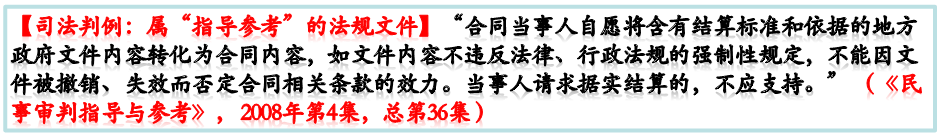 【司法判例：属“指导参考”的法规文件】“合同当事人自愿将含有结算标准和依据的地方
政府文件内容转化为合同内容，如文件内容不违反法律、行政法规的强制性规定，不能因文
件被撤销、失效而否定合同相关条款的效力。当事人请求据实结算的，不应支持。”（《民
事审判指导与参考》，2008年第4集，总第36集）